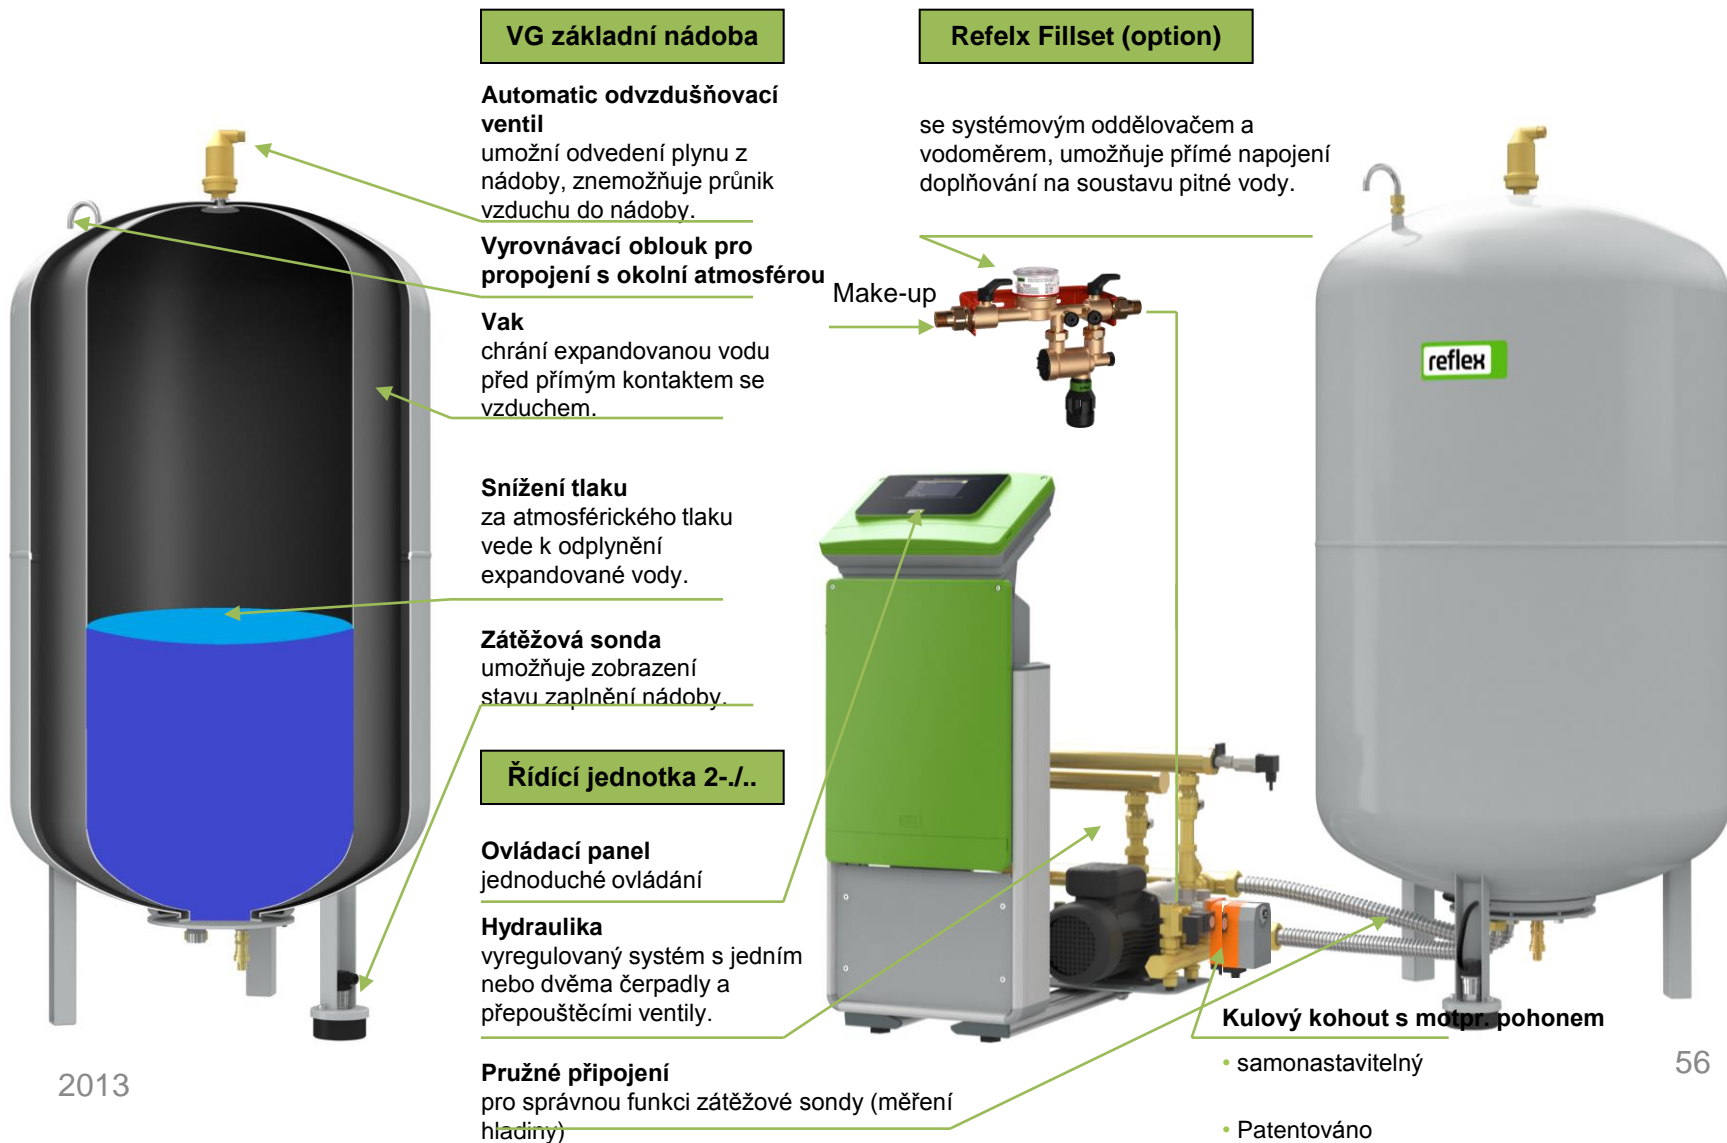 VG základní nádoba
Automatic odvzdušňovací
ventil
umožní odvedení plynu z
nádoby, znemožňuje průnik
vzduchu do nádoby.
Vyrovnávací oblouk pro
propojení s okolní atmosférou
Vak
chrání expandovanou vodu
před přímým kontaktem se
vzduchem.
Snížení tlaku
za atmosférického tlaku
vede k odplynění
expandované vody.
Zátěžová sonda
umožňuje zobrazení
stavu zaplnění nádoby.
Řídící jednotka 2-./..
Ovládací panel
jednoduché ovládání
Hydraulika
vyregulovaný systém s jedním
nebo dvěma čerpadly a
přepouštěcími ventily.
Pružné připojení
pro správnou funkci zátěžové sondy (měření
hladiny)
Refelx Fillset (option)
se systémovým oddělovačem a
vodoměrem, umožňuje přímé napojení
doplňování na soustavu pitné vody.
Make-up
reflex
Kulový kohout s motpr. pohonem
• samonastavitelný
• Patentováno
2013
56